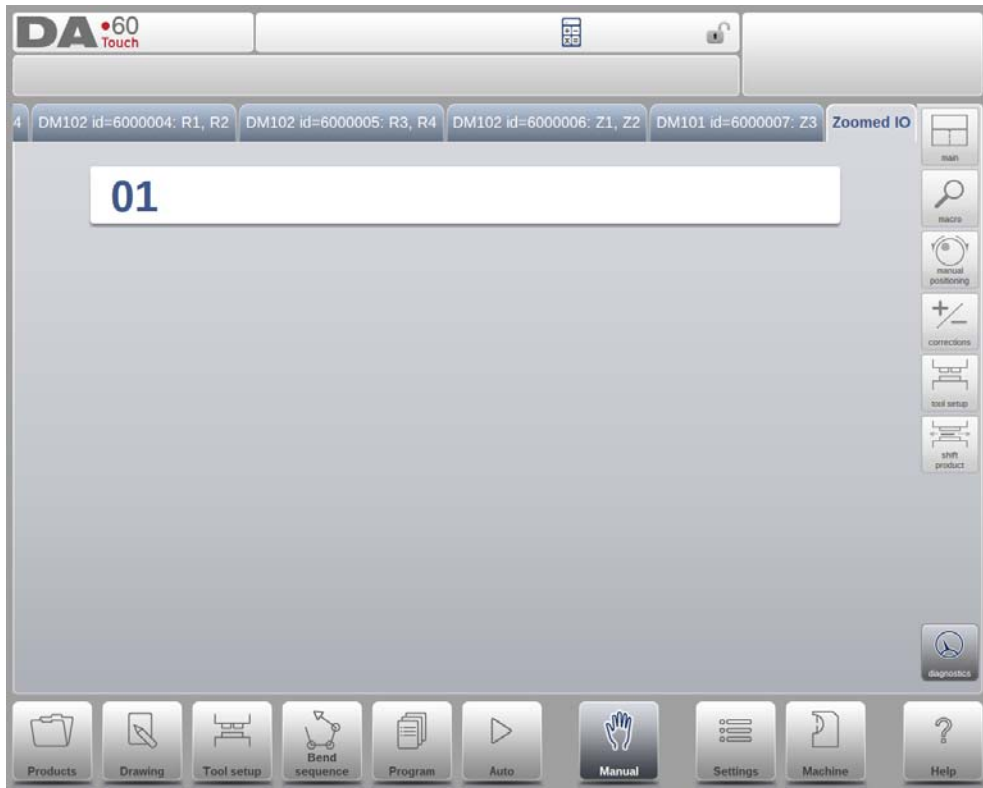 DA•60
Touch
4 DM102 id=6000004: R1, R2 DM102 id=6000005: R3, R4 DM102 id=6000006: Z1, Z2 DM101 id=6000007: Z3 Zoomed IO
01
main
macro
manual
positioning
corrections
tool setup
shift
product
diagnostics
Products Drawing Tool setup Bend
sequence Program Auto Manual Settings Machine Help